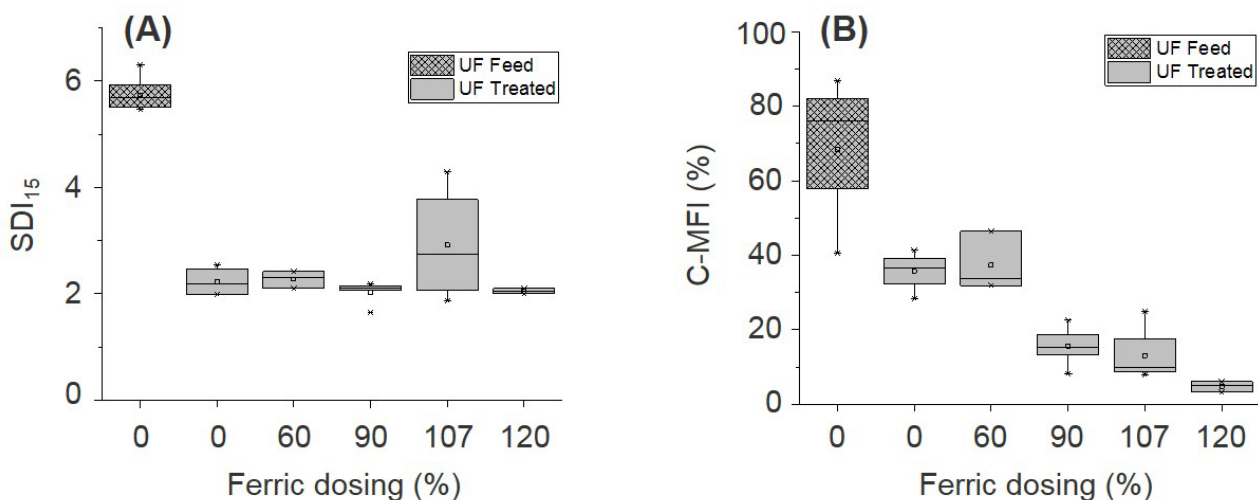 (A)
UF Feed
UF Treated
SDI₁₅
6
4
2
0
0 0 60 90 107 120
Ferric dosing (%)
(B)
UF Feed
UF Treated
C-MFI (%)
100
80
60
40
20
0
0 0 60 90 107 120
Ferric dosing (%)